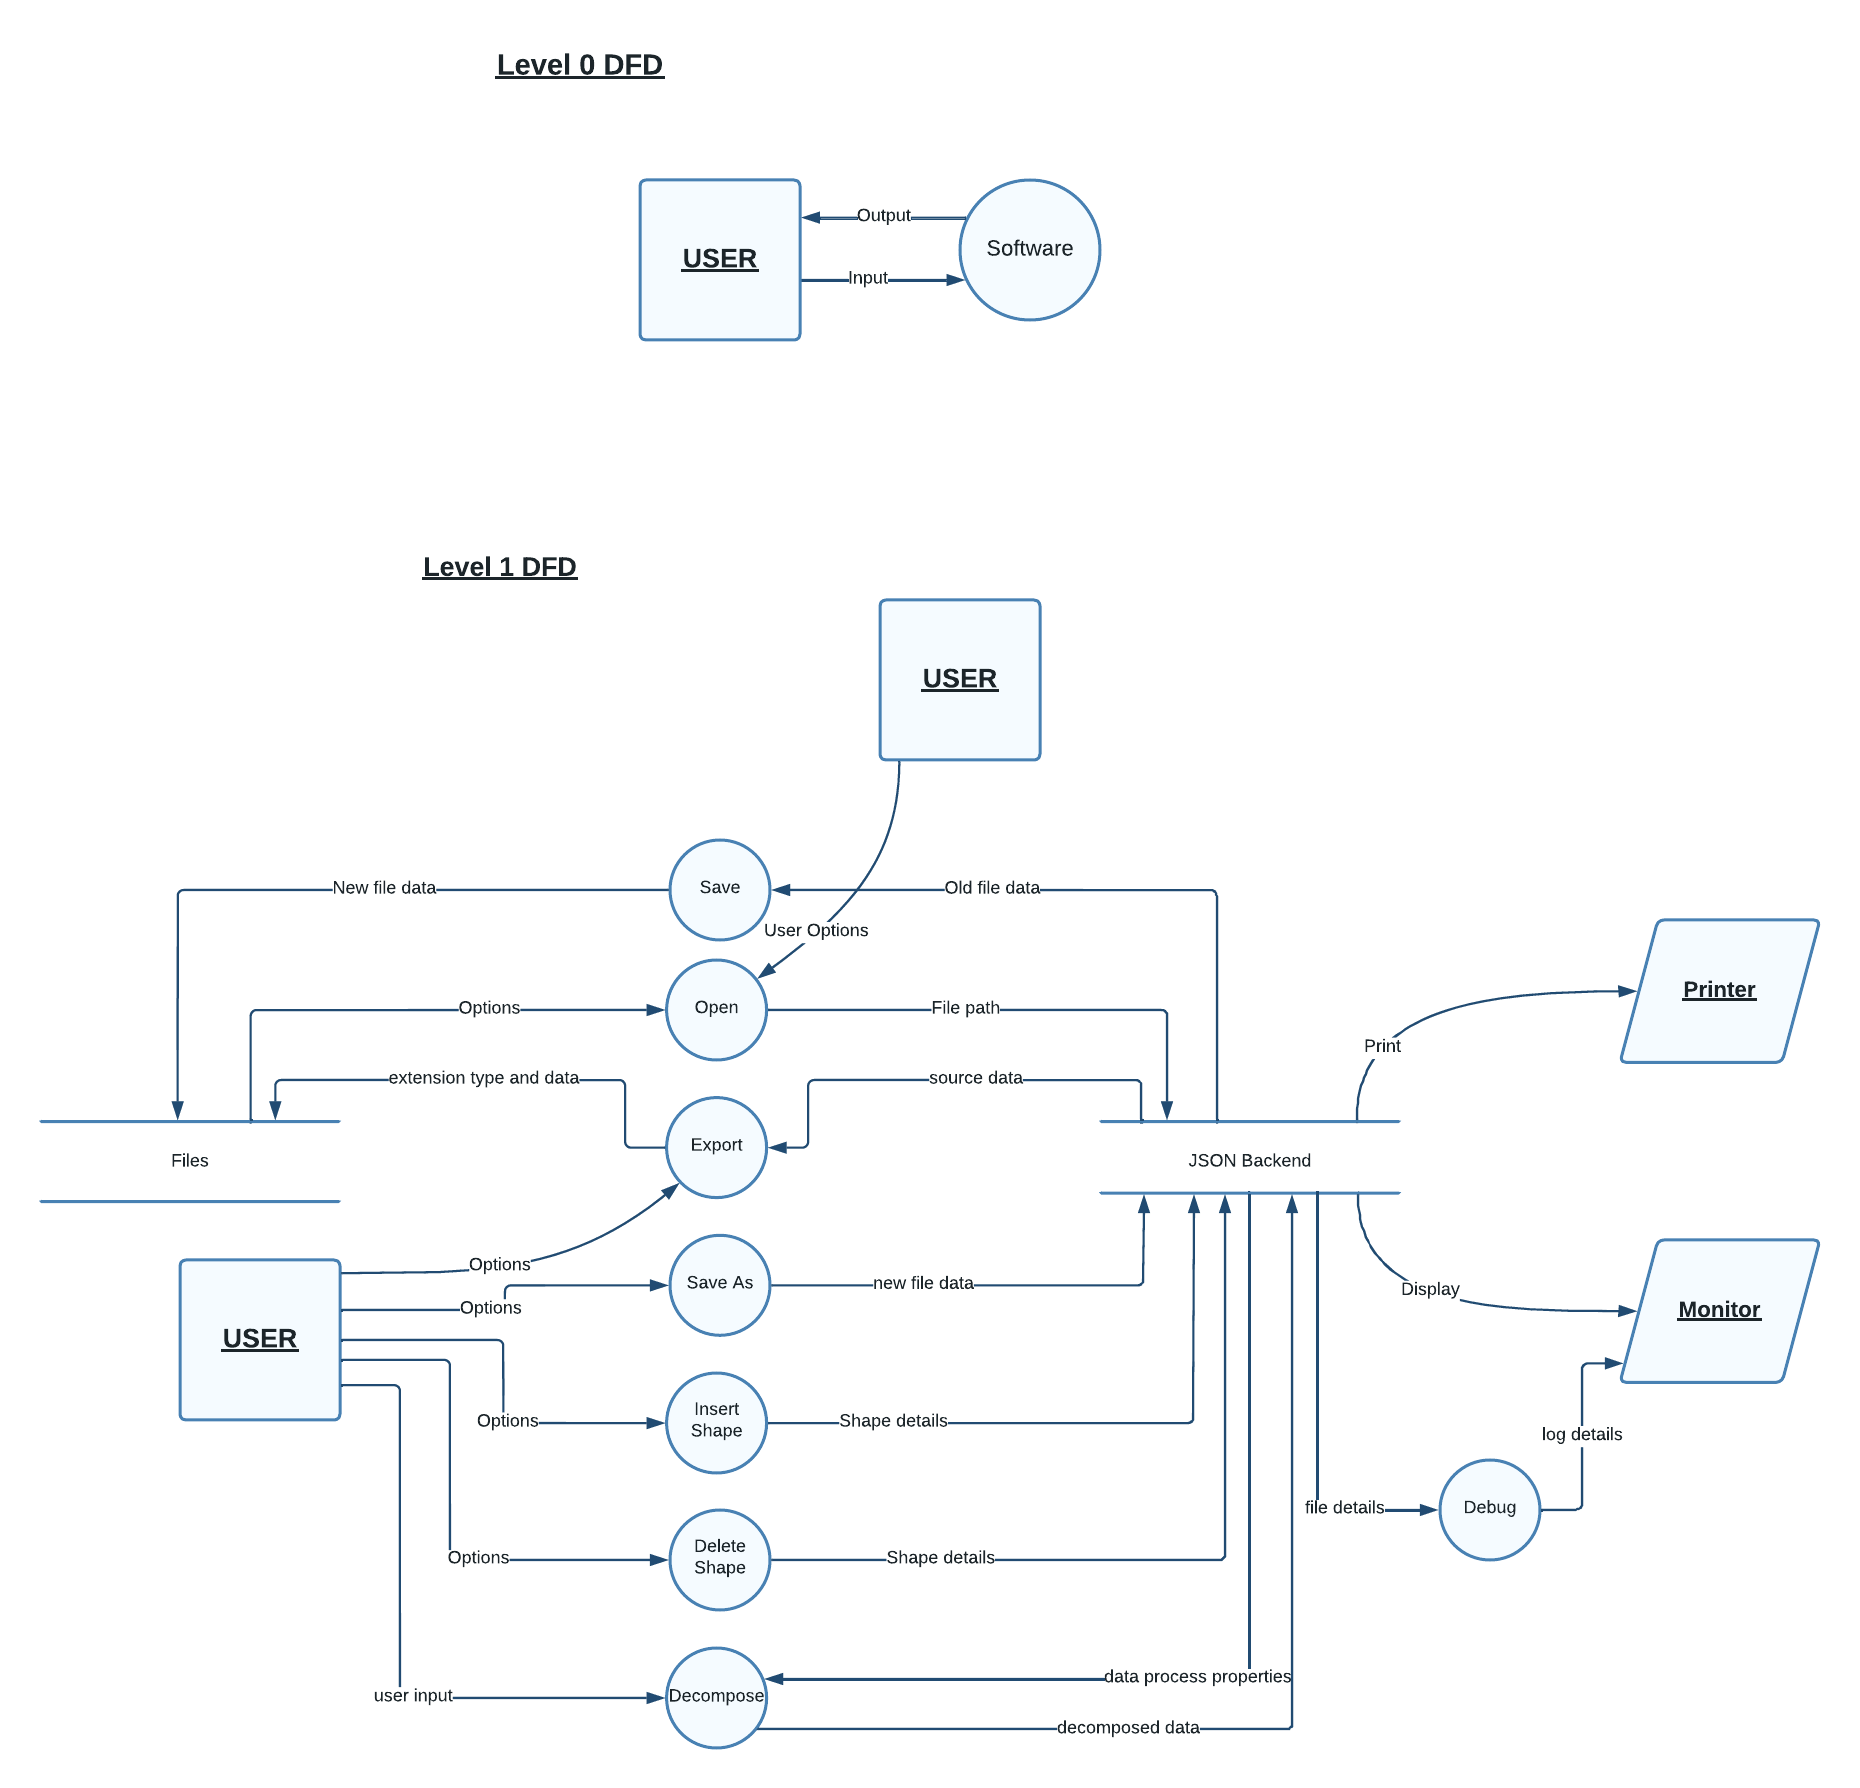 Level 0 DFD
USER
Output
Input
Software
Level 1 DFD
USER
New file data
Save
Old file data
User Options
Options
Open
File path
Printer
Print
extension type and data
source data
Export
Files
JSON Backend
Options
Options
Save As
new file data
Display
Monitor
USER
Options
Insert
Shape
Shape details
log details
file details
Debug
Options
Delete
Shape
Shape details
data process properties
user input
Decompose
decomposed data